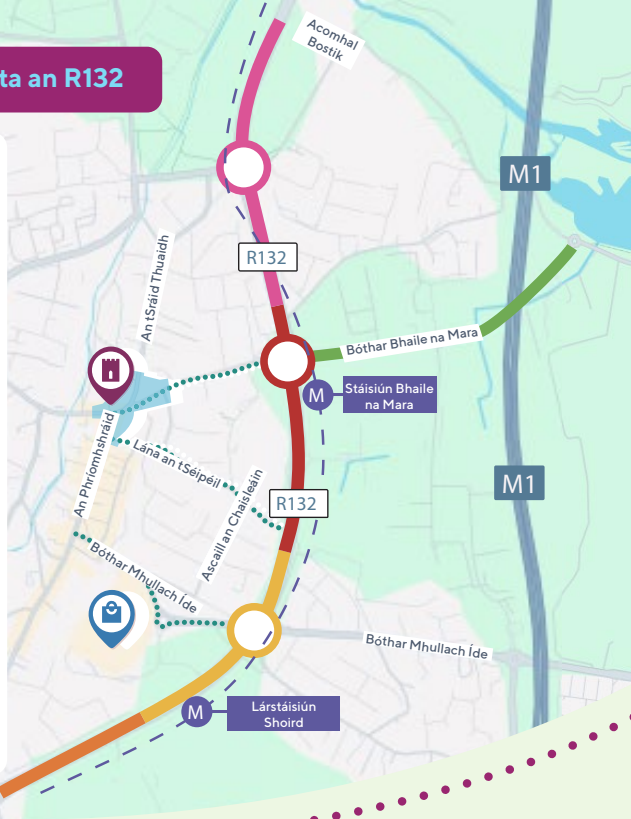 Acomhal
Bostik
ta an R132
M1
An tSráid Thuaidh
R132
Bóthar Bhaile na Mara
M
Stáisiún Bhaile
na Mara
An Phríomhshráid
Lána an tSéipéil
Ascaill an Chaisleáin
M1
R132
Bóthar Mhullach Íde
Bóthar Mhullach Íde
M
Lárstáisiún
Shoird